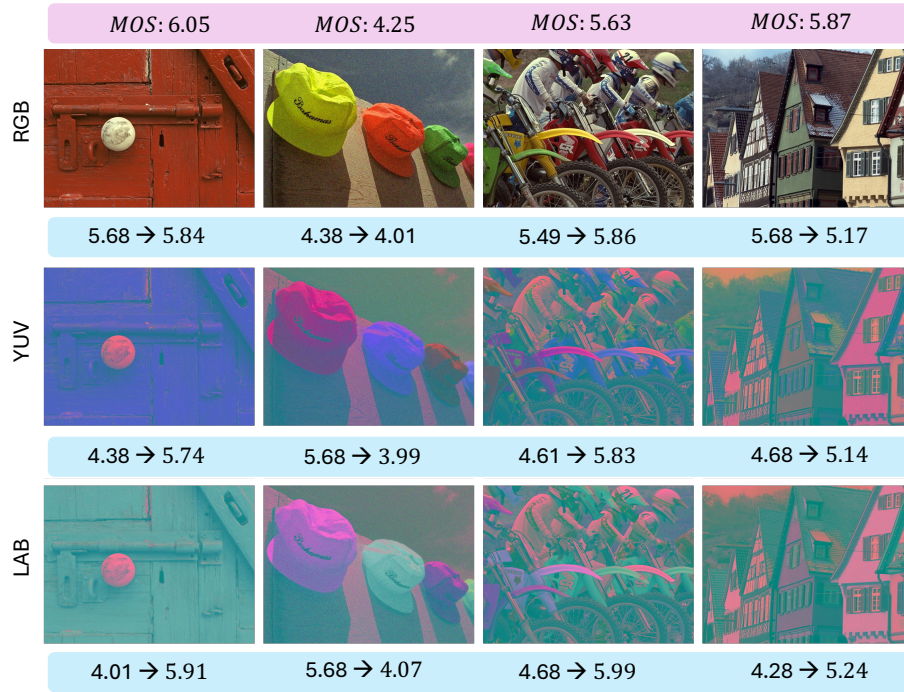 MOS: 6.05 MOS: 4.25 MOS: 5.63 MOS: 5.87
RGB
Bahamas
5.68 → 5.84 4.38 → 4.01 5.49 → 5.86 5.68 → 5.17
YUV
4.38 → 5.74 5.68 → 3.99 4.61 → 5.83 4.68 → 5.14
LAB
Bahamas
4.01 → 5.91 5.68 → 4.07 4.68 → 5.99 4.28 → 5.24